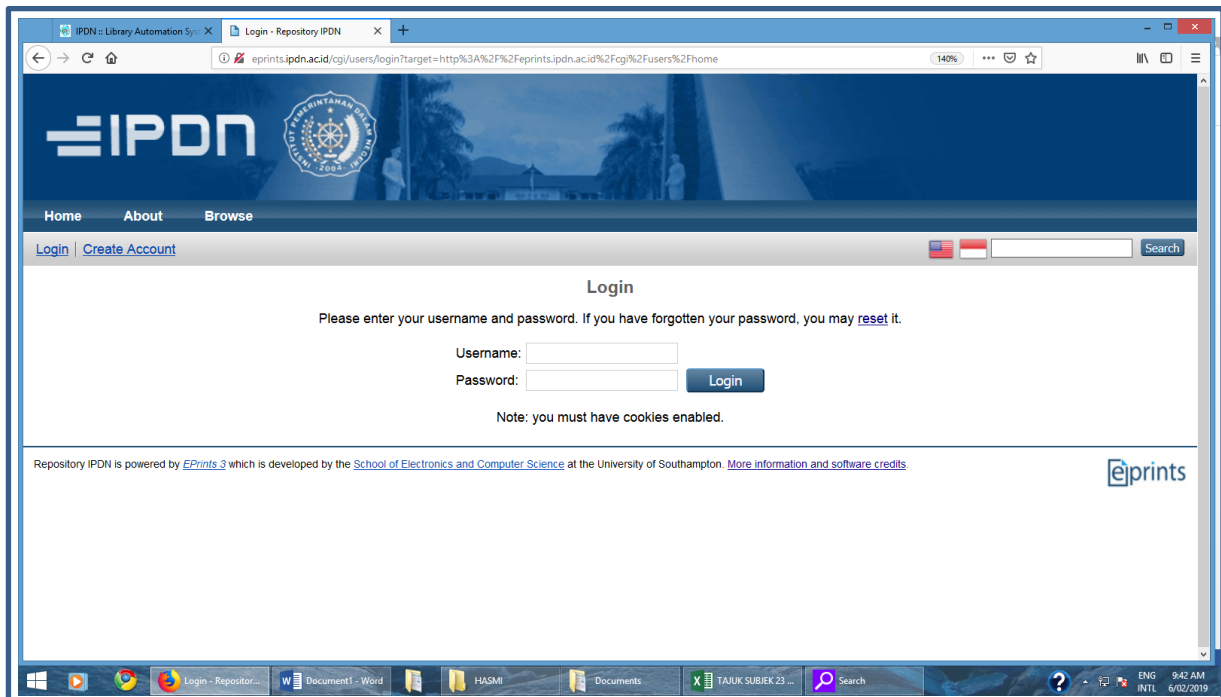 IPDN :: Library Automation Sys
Login - Repository IPDN
eprints.ipdn.ac.id/cgi/users/login?target=http%3A%2F%2Feprints.ipdn.ac.id%2Fcgi%2Fusers%2Fhome
140%
IPDN
INSTITUT PEMERINTAHAN DALAM NEGERI
2004
Home About Browse
Login Create Account
Search
Login
Please enter your username and password. If you have forgotten your password, you may reset it.
Username:
Password:
Login
Note: you must have cookies enabled.
Repository IPDN is powered by EPrints 3 which is developed by the School of Electronics and Computer Science at the University of Southampton. More information and software credits.
eprints
Login - Repositor...
Document1 - Word
HASMI
Documents
TAJUK SUBJEK 23 ...
Search
ENG 9:42 AM
INTL 6/02/2019